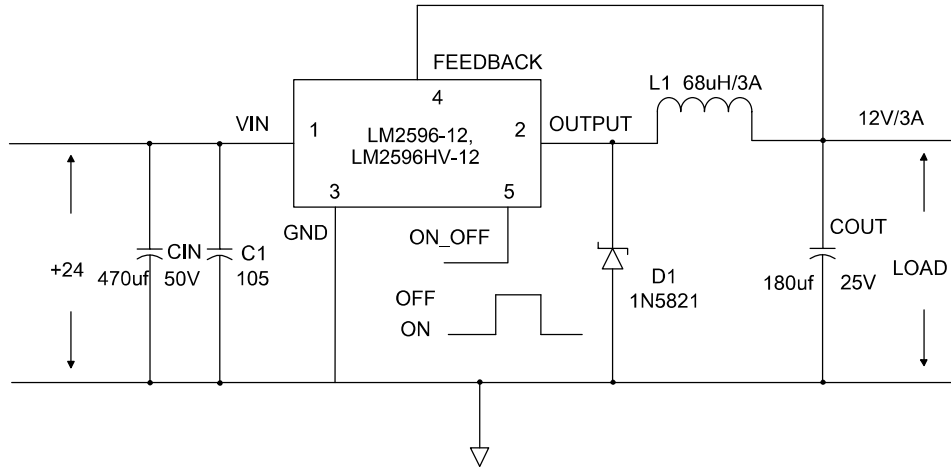 FEEDBACK
L1 68uH/3A
4
VIN
1
LM2596-12,
LM2596HV-12
2
OUTPUT
12V/3A
3
5
GND
ON_OFF
COUT
+24
470uf
CIN
50V
C1
105
D1
1N5821
180uf
25V
LOAD
OFF
ON